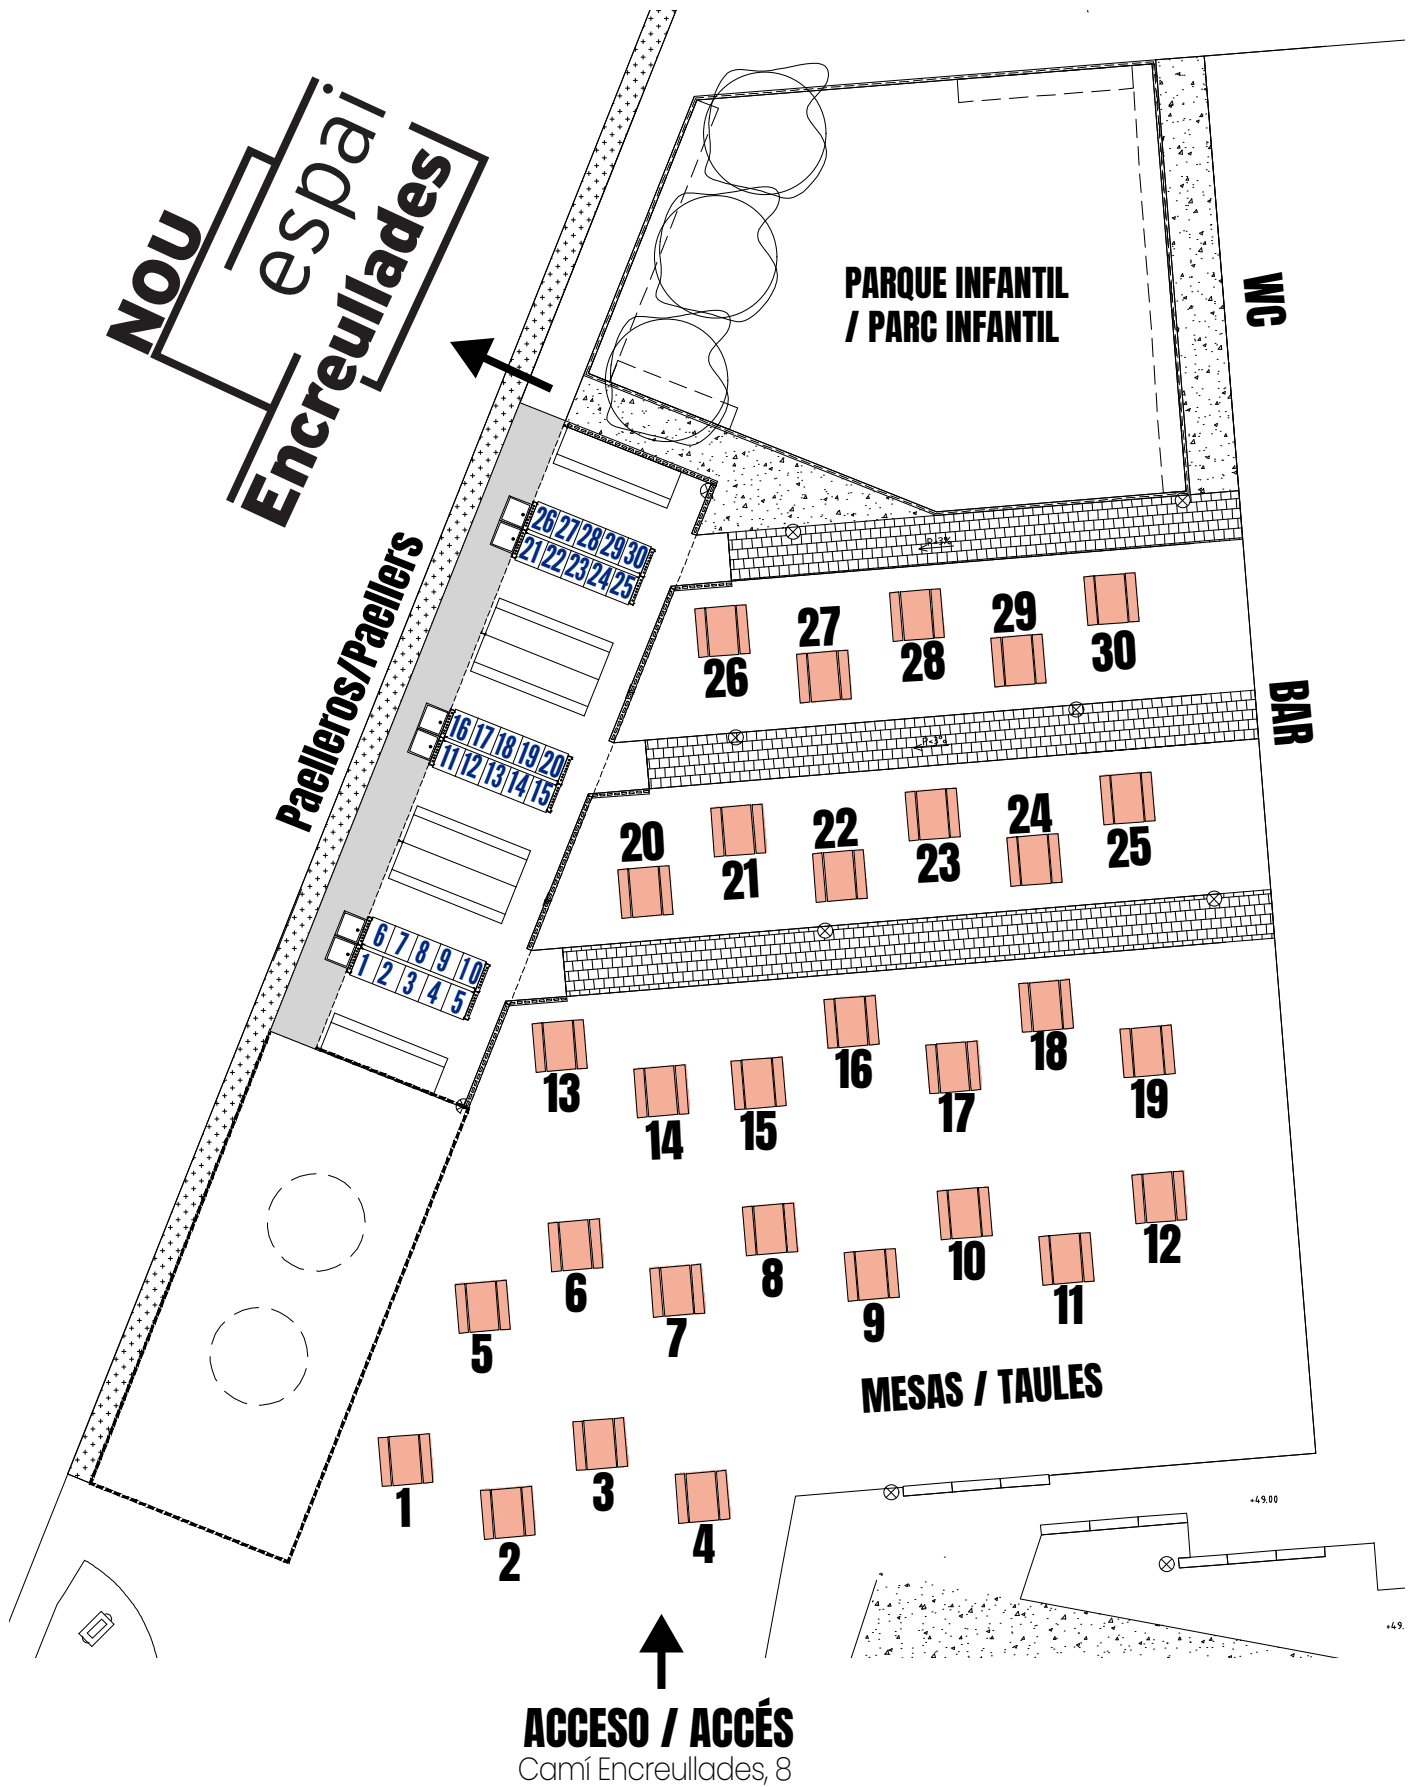 NOU
espai
Encreullades
PARQUE INFANTIL
/ PARC INFANTIL
WC
Paelleros/Paellers
26 27 28 29 30
21 22 23 24 25
16 17 18 19 20
11 12 13 14 15
6 7 8 9 10
1 2 3 4 5
BAR
27 29
26 28 30
20 22 24
21 23 25
13 14 15 16 17 18 19
5 6 7 8 9 10 11 12
MESAS / TAULES
1 2 3 4
+49.00
+49.
ACCESO / ACCÉS
Camí Encreullades, 8